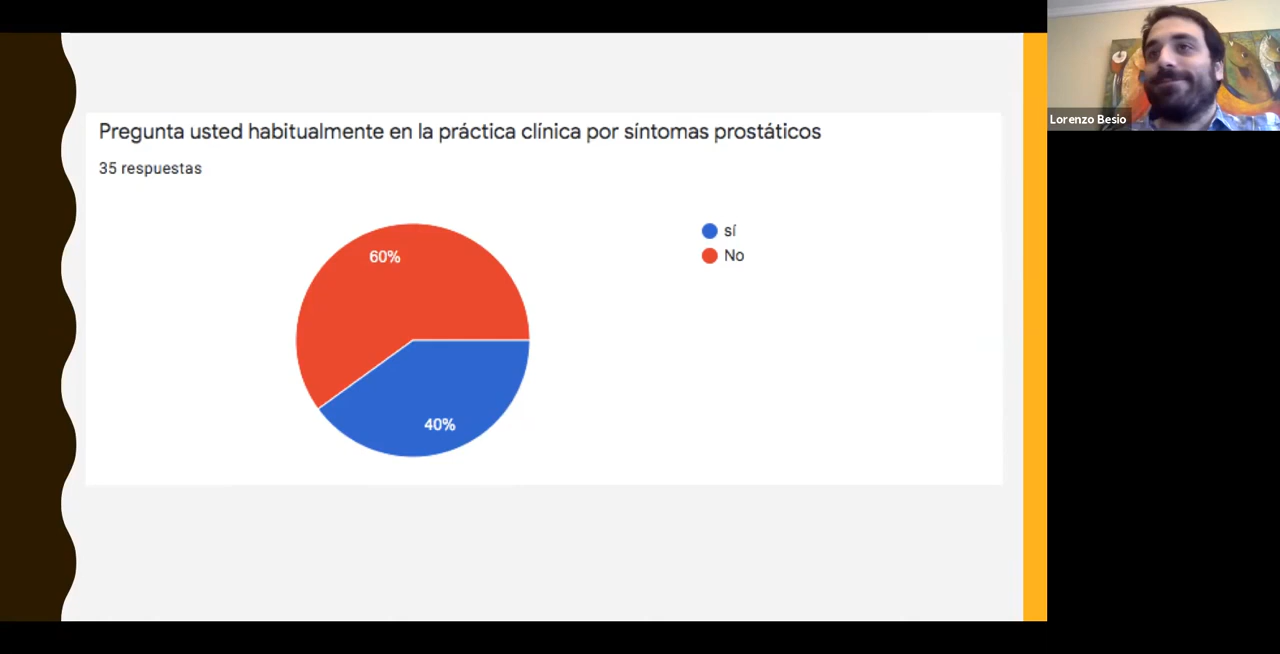 Pregunta usted habitualmente en la práctica clínica por síntomas prostáticos
35 respuestas
60%
40%
sí
No
Lorenzo Besio